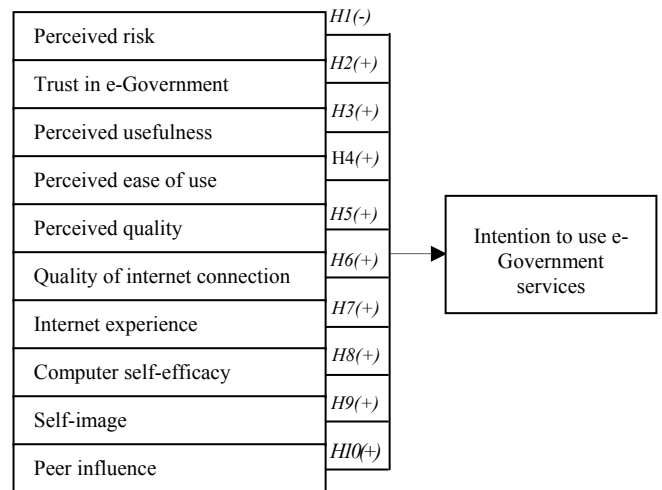 H1(-)
Perceived risk
H2(+)
Trust in e-Government
H3(+)
Perceived usefulness
H4(+)
Perceived ease of use
H5(+)
Perceived quality
H6(+)
Quality of internet connection
H7(+)
Internet experience
H8(+)
Computer self-efficacy
H9(+)
Self-image
H10(+)
Peer influence
Intention to use e-
Government
services